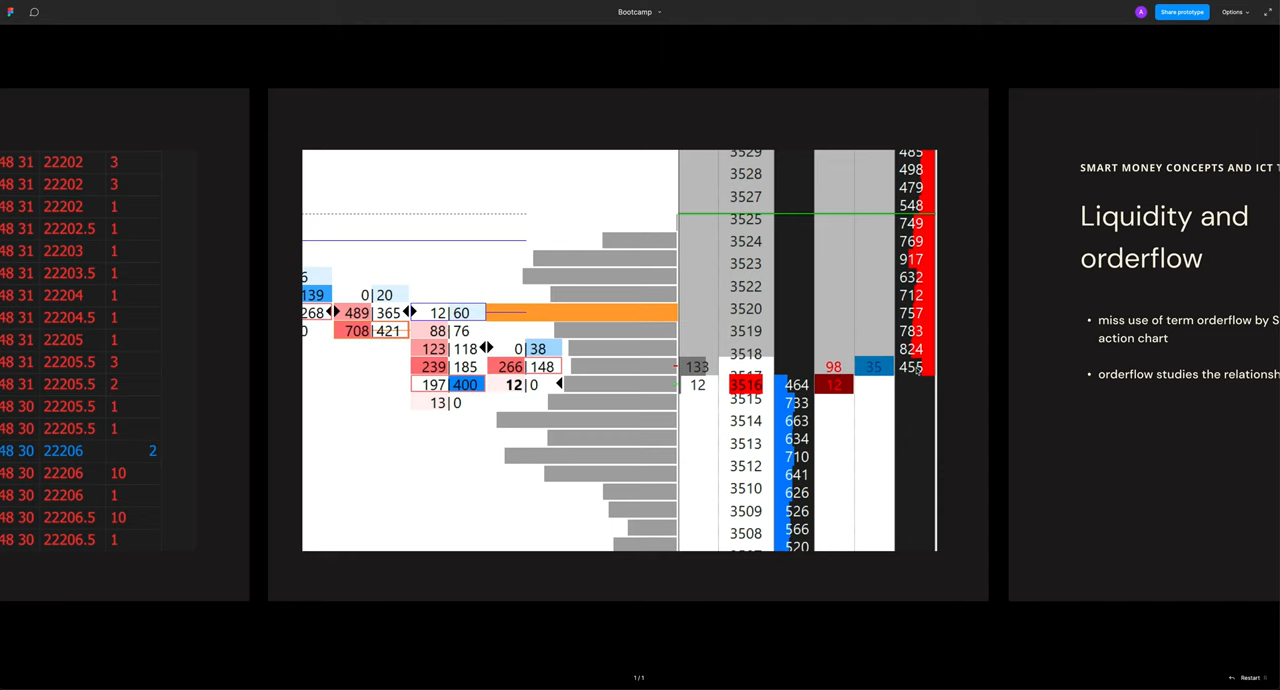 Bootcamp
A
Share prototype
Options
48 31 22202 3
48 31 22202 3
48 31 22202 1
48 31 22202.5 1
48 31 22203 1
48 31 22203.5 1
48 31 22204 1
48 31 22204.5 1
48 31 22205 1
48 31 22205.5 3
48 31 22205.5 2
48 30 22205.5 1
48 30 22205.5 1
48 30 22206 2
48 30 22206 10
48 30 22206 1
48 30 22206.5 10
48 30 22206.5 1
6
139
268
0
0|20
489|365
708|421
12|60
88|76
123|118
239|185
197|400
13|0
0|38
266|148
12|0
133
12
3529
3528
3527
3525
3524
3523
3522
3520
3519
3518
3517
3516
3515
3514
3513
3512
3510
3509
3508
464
733
663
634
710
641
626
526
566
520
98
12
35
485
498
479
548
749
769
917
632
712
757
783
824
455
SMART MONEY CONCEPTS AND ICT
Liquidity and
orderflow
• miss use of term orderflow by S
action chart
• orderflow studies the relationsh
1 / 1
Restart
R